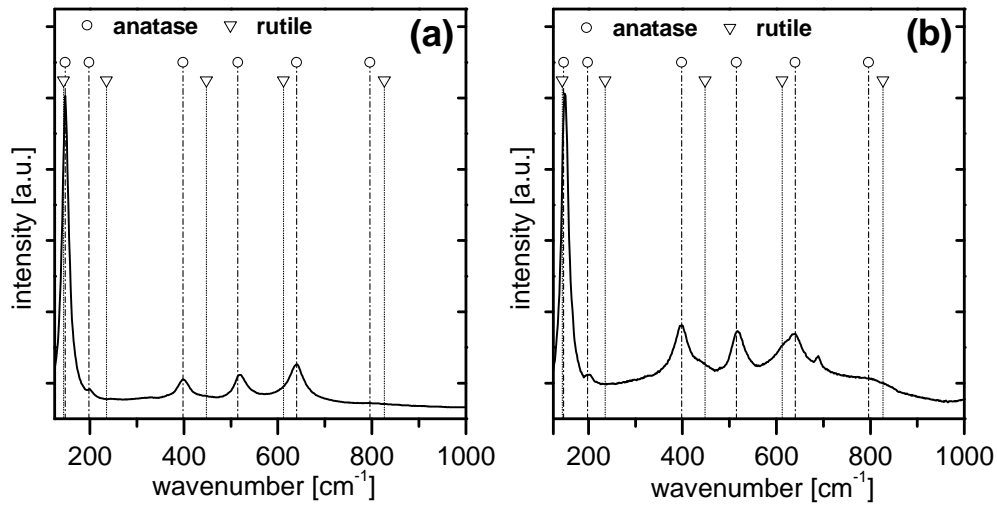 ○ anatase ▽ rutile (a)
intensity [a.u.]
200 400 600 800 1000
wavenumber [cm⁻¹]
○ anatase ▽ rutile (b)
intensity [a.u.]
200 400 600 800 1000
wavenumber [cm⁻¹]